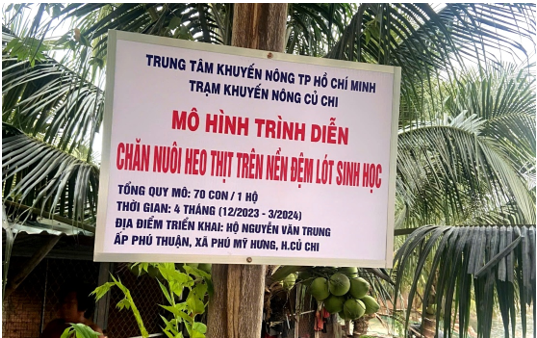 TRUNG TÂM KHUYẾN NÔNG TP HỒ CHÍ MINH
TRẠM KHUYẾN NÔNG CỦ CHI
MÔ HÌNH TRÌNH DIỄN
CHĂN NUÔI HEO THỊT TRÊN NỀN ĐỆM LÓT SINH HỌC
TỔNG QUY MÔ: 70 CON / 1 HỘ
THỜI GIAN: 4 THÁNG (12/2023 - 3/2024)
ĐỊA ĐIỂM TRIỂN KHAI: HỘ NGUYỄN VĂN TRUNG
ẤP PHÚ THUẬN, XÃ PHÚ MỸ HƯNG, H.CỦ CHI